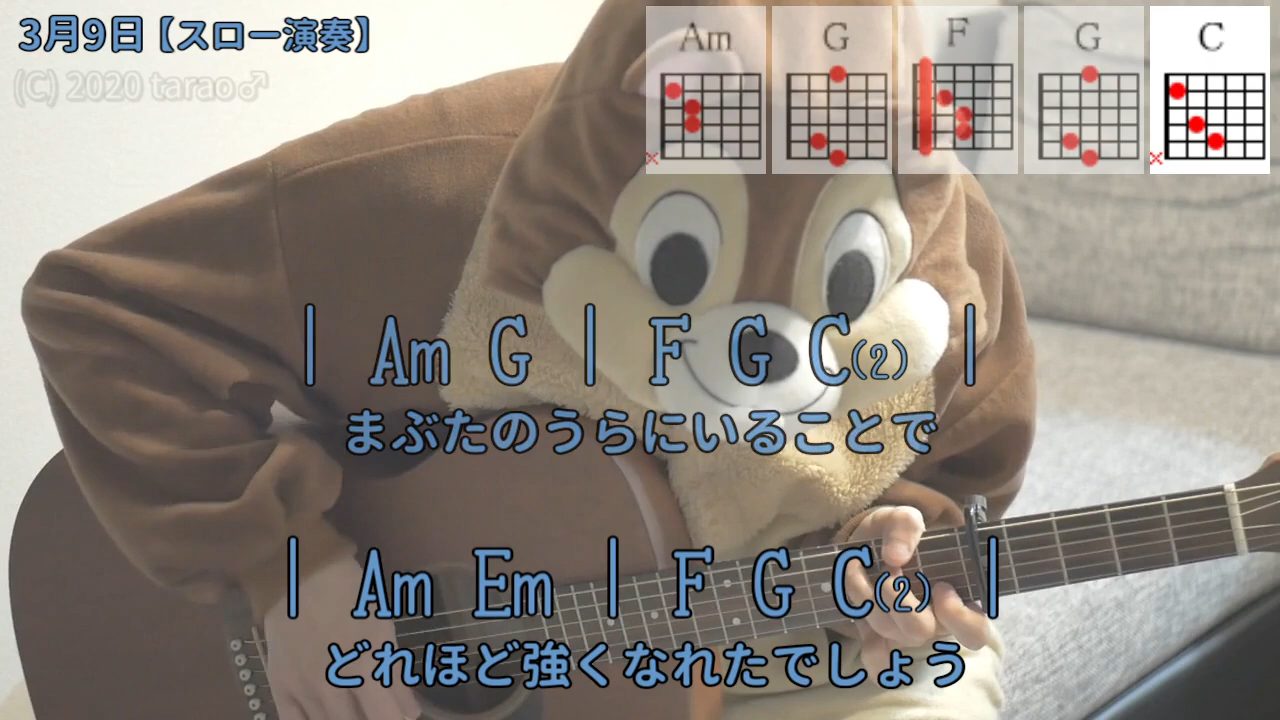 3月9日【スロー演奏】
(C) 2020 tarao♂
Am G F G C
| Am G | F G C(2) |
まぶたのうらにいることで
| Am Em | F G C(2) |
どれほど強くなれたでしょう